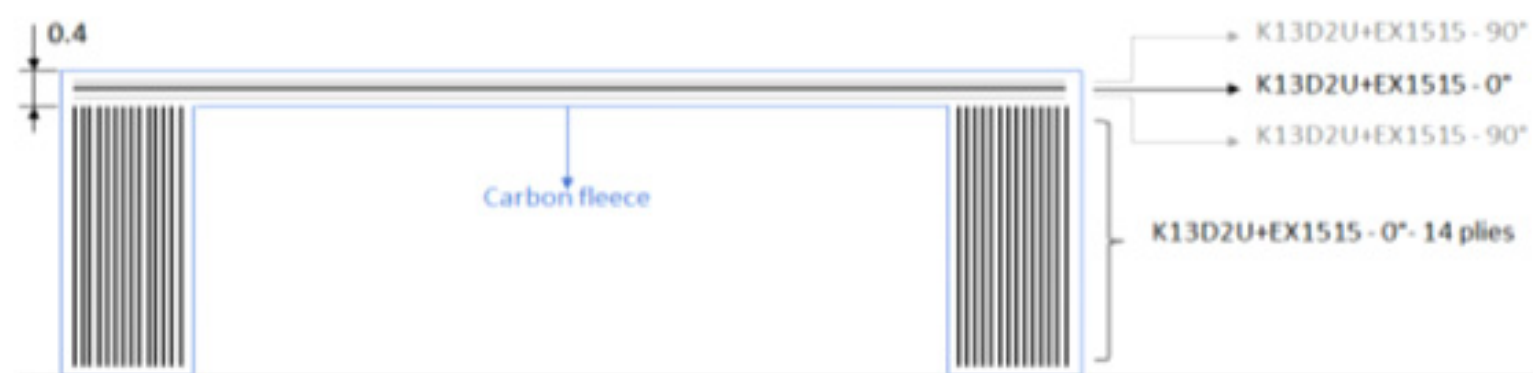 0.4
K13D2U+EX1515 - 90°
K13D2U+EX1515 - 0°
K13D2U+EX1515 - 90°
Carbon fleece
K13D2U+EX1515 - 0°- 14 plies